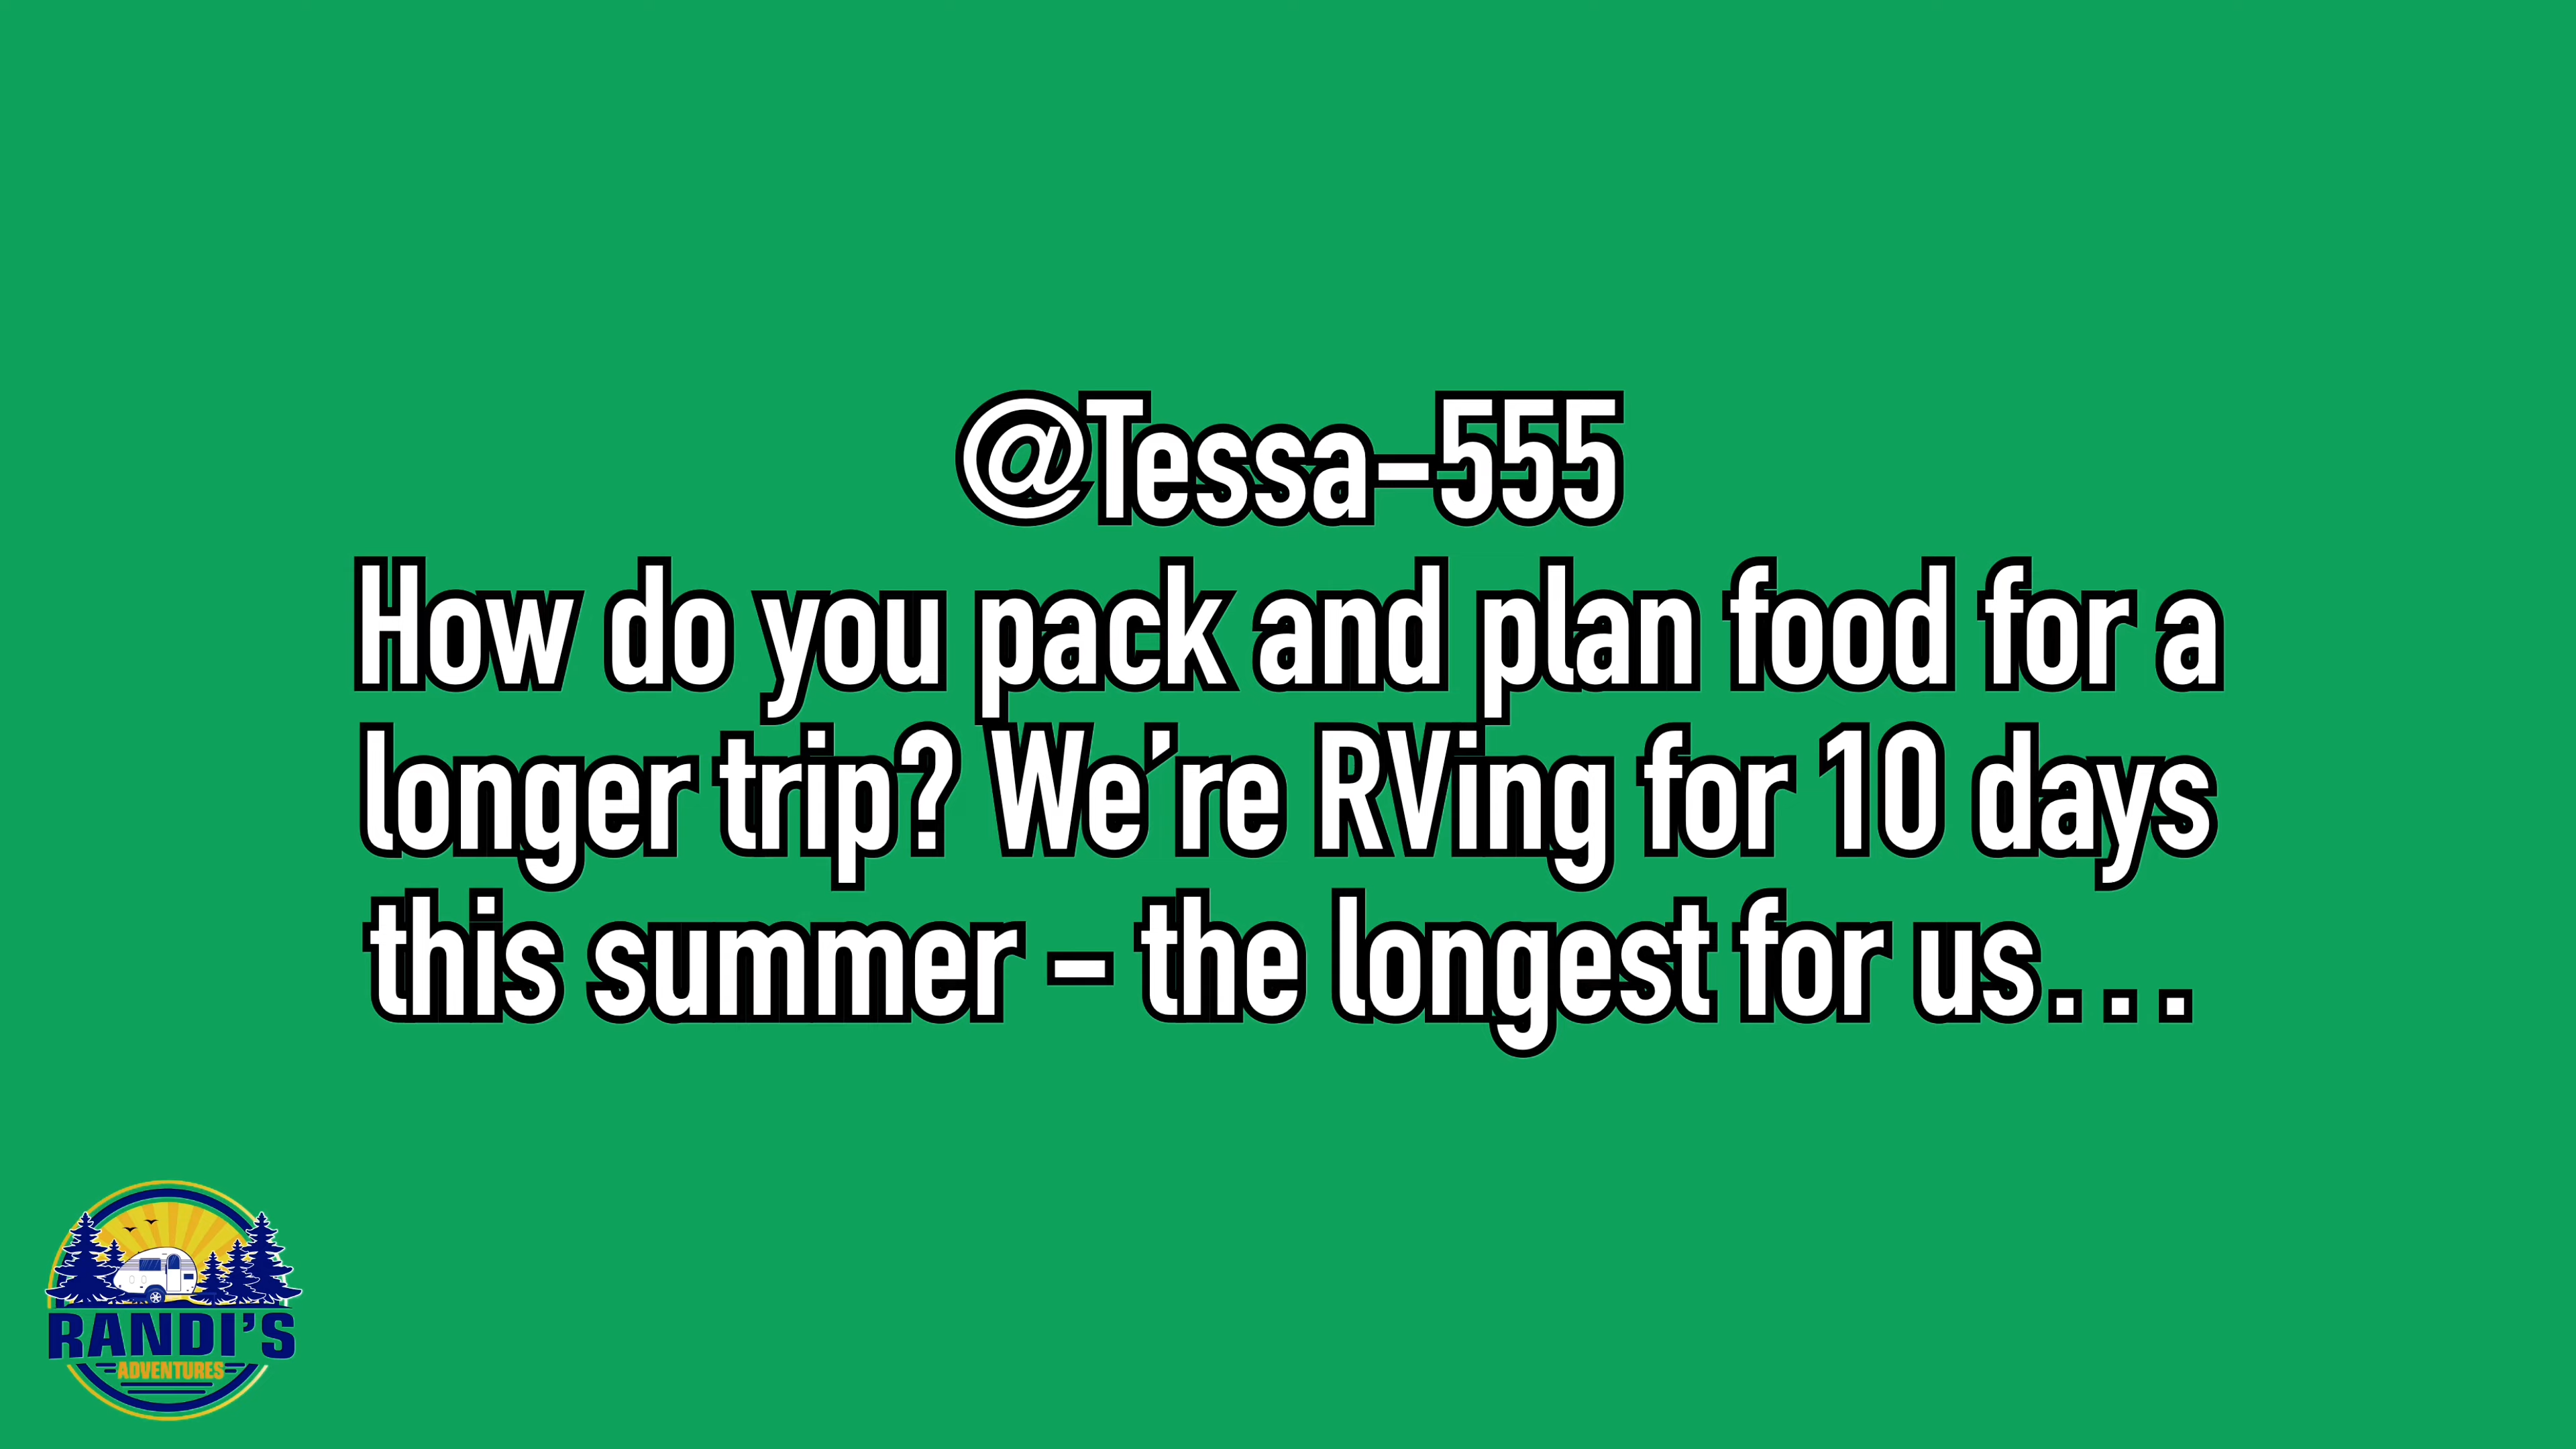 @Tessa-555
How do you pack and plan food for a
longer trip? We’re RVing for 10 days
this summer - the longest for us...
RANDI’S
ADVENTURES